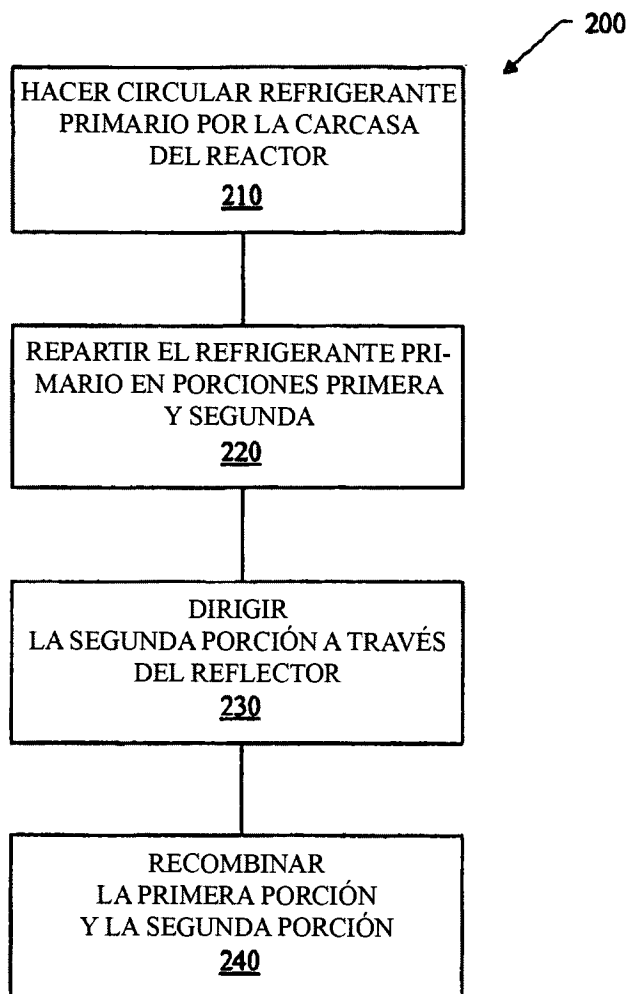 200
HACER CIRCULAR REFRIGERANTE
PRIMARIO POR LA CARCASA
DEL REACTOR
210
REPARTIR EL REFRIGERANTE PRI-
MARIO EN PORCIONES PRIMERA
Y SEGUNDA
220
DIRIGIR
LA SEGUNDA PORCIÓN A TRAVÉS
DEL REFLECTOR
230
RECOMBINAR
LA PRIMERA PORCIÓN
Y LA SEGUNDA PORCIÓN
240